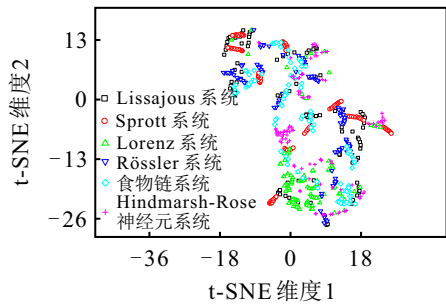 t-SNE 维度2
13
0
−13
−26
Lissajous 系统
Sprott 系统
Lorenz 系统
Rössler 系统
食物链系统
Hindmarsh-Rose
神经元系统
−36
−18
0
18
t-SNE 维度1